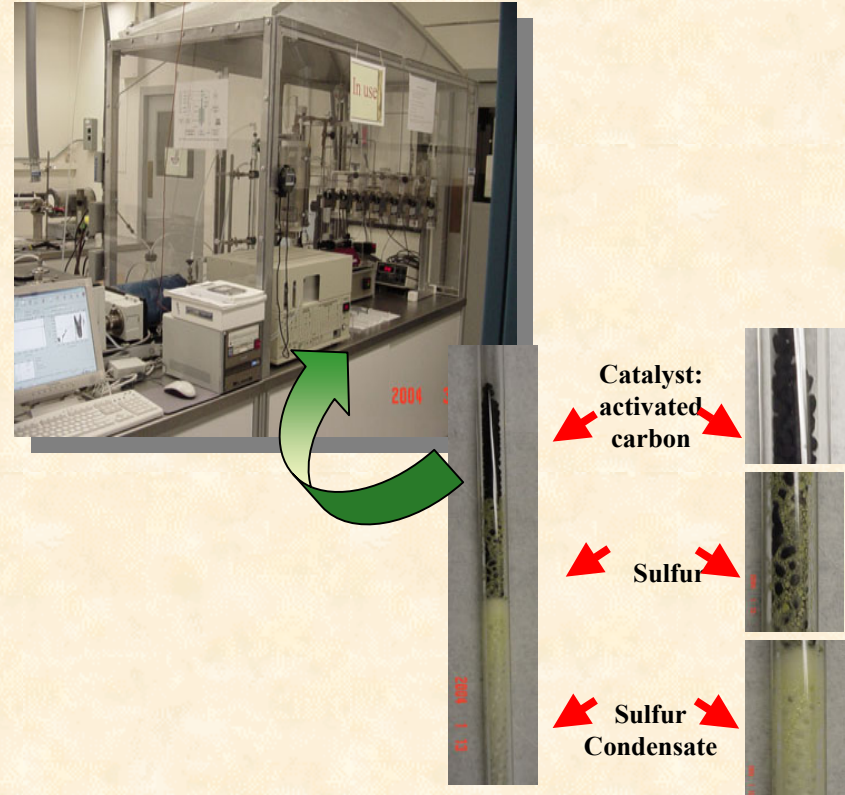 In use
2004
Catalyst:
activated
carbon
Sulfur
Sulfur
Condensate